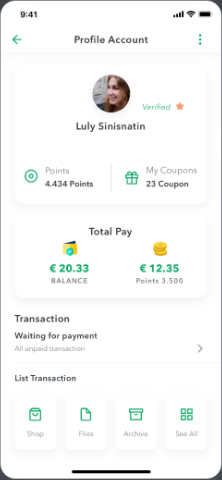 9:41
Profile Account
Verified
Luly Sinisnatin
Points
4.434 Points
My Coupons
23 Coupon
Total Pay
€ 20.33
BALANCE
€ 12.35
Points 3.500
Transaction
Waiting for payment
All unpaid transaction
List Transaction
Shop
Files
Archive
See All